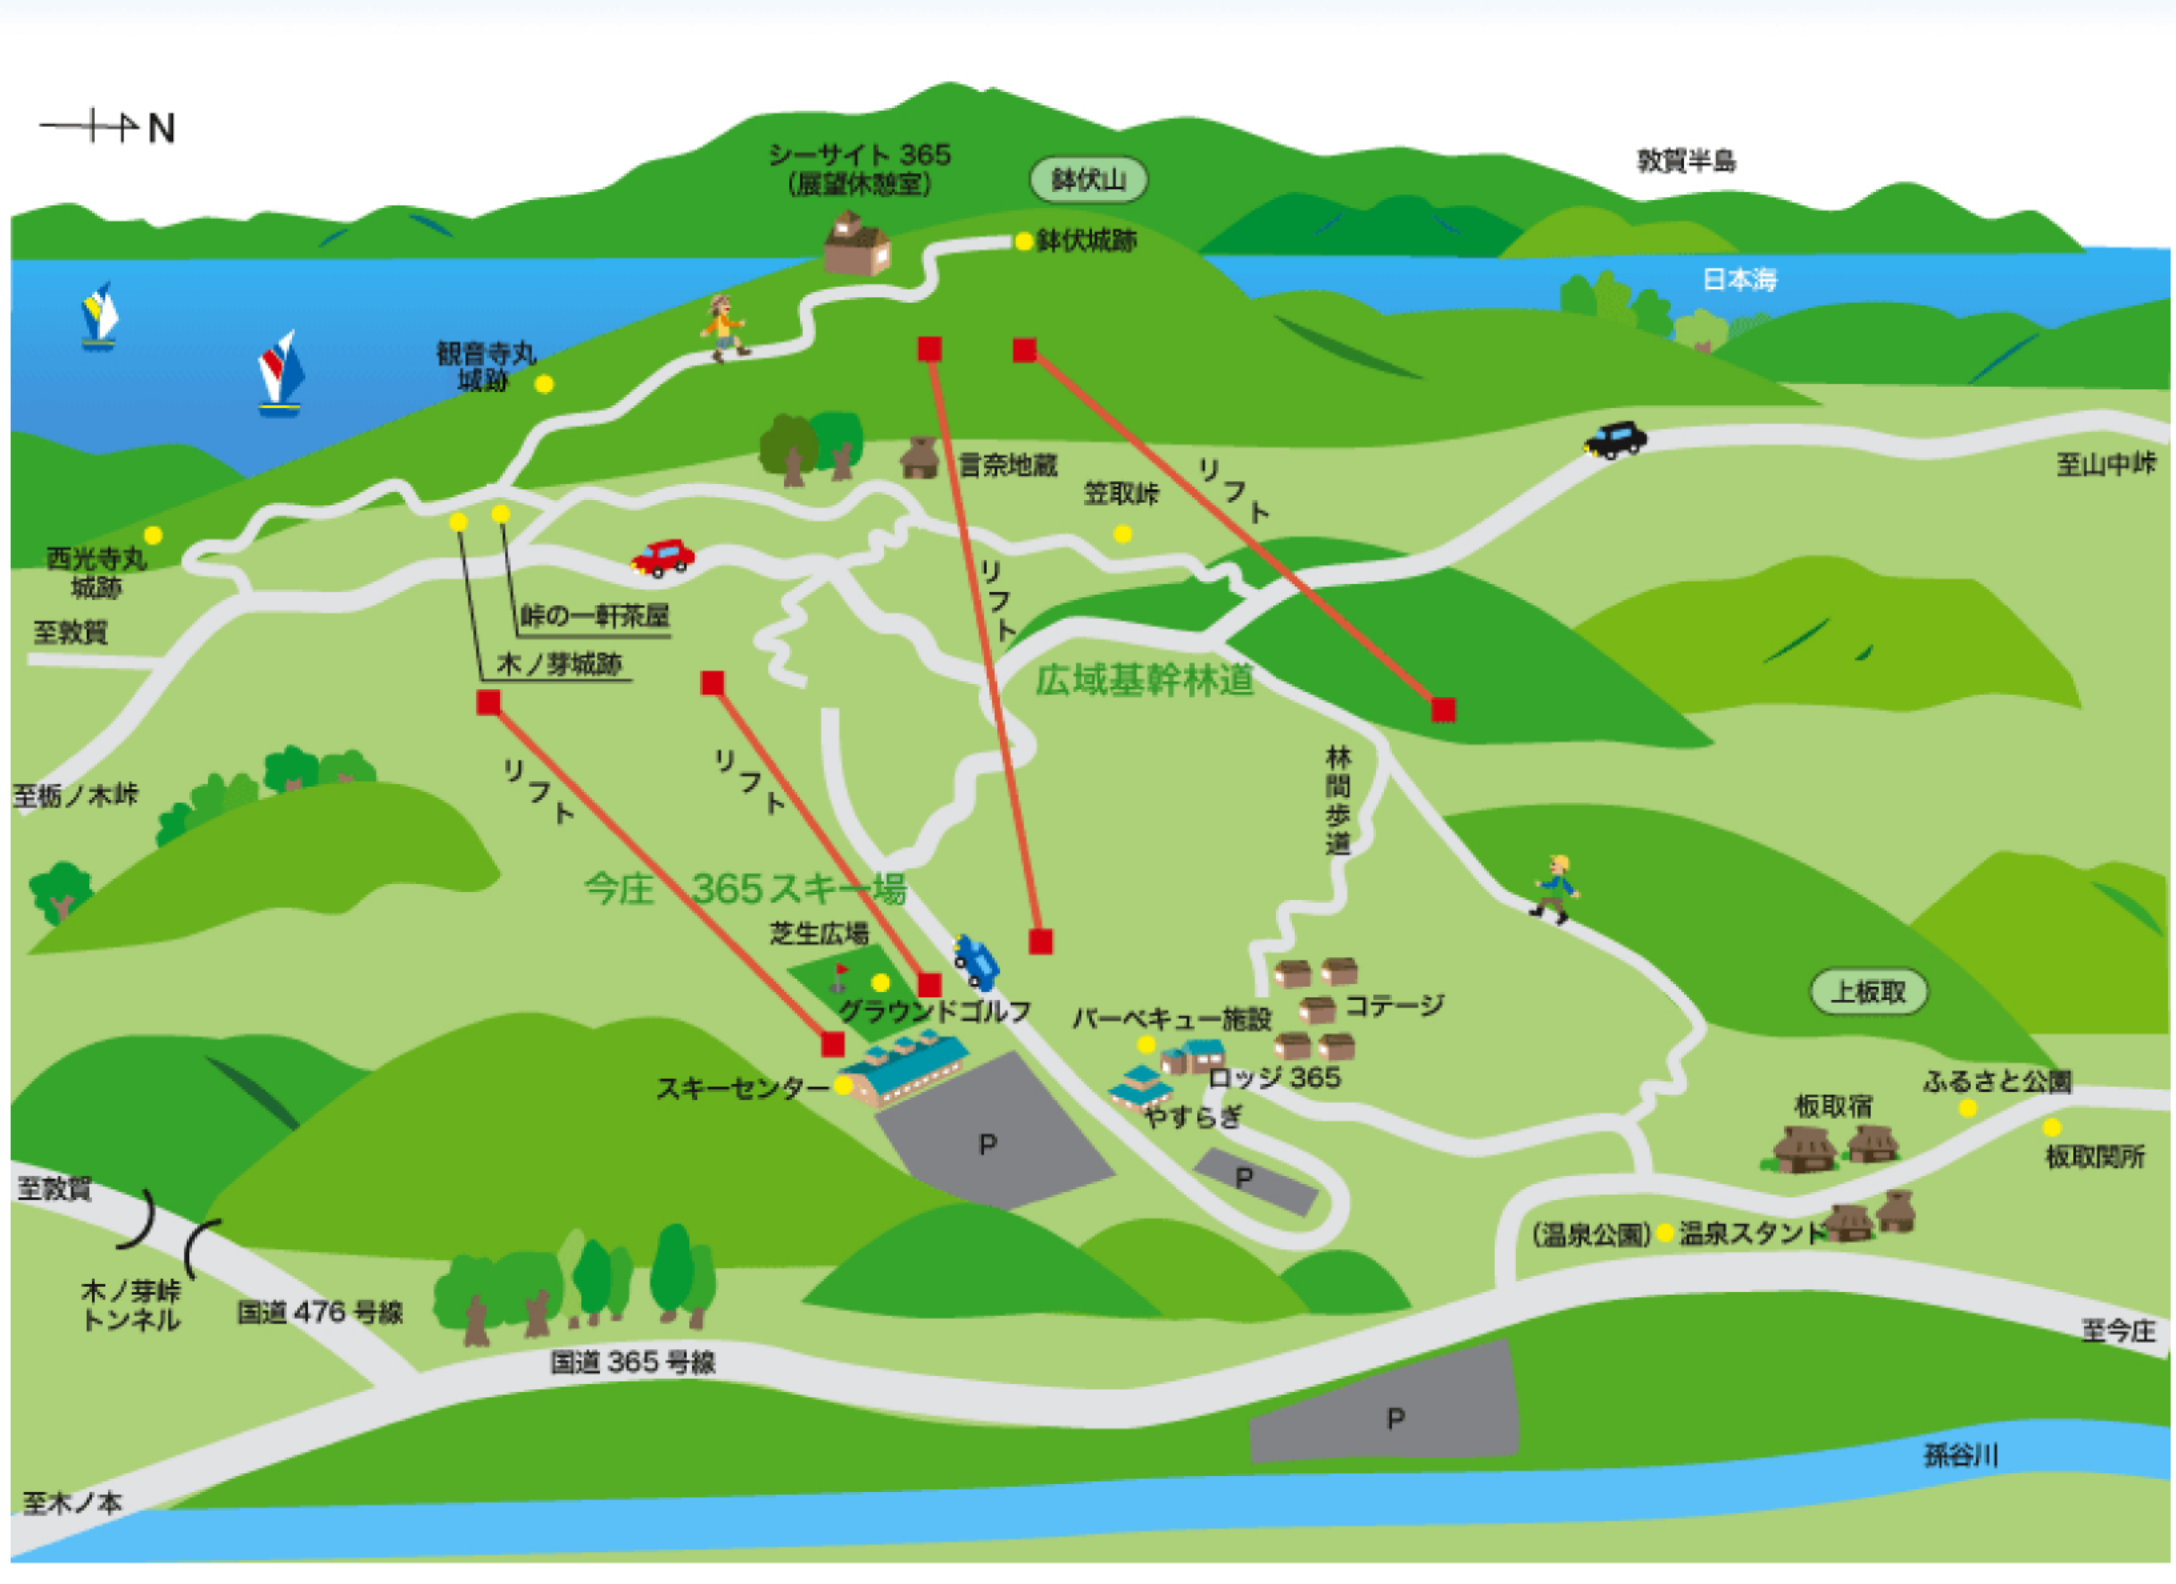 N
シーサイト 365
(展望休憩室)
鉢伏山
敦賀半島
鉢伏城跡
日本海
観音寺丸
城跡
言奈地蔵
笠取峠
リフト
至山中峠
西光寺丸
城跡
至敦賀
峠の一軒茶屋
木ノ芽城跡
リフト
広域基幹林道
至栃ノ木峠
リフト
リフト
林間歩道
今庄 365スキー場
芝生広場
グラウンドゴルフ
バーベキュー施設
コテージ
上板取
スキーセンター
ロッジ 365
やすらぎ
ふるさと公園
板取宿
板取関所
P
P
至敦賀
(温泉公園)
温泉スタンド
木ノ芽峠
トンネル
国道 476 号線
国道 365 号線
至今庄
P
孫谷川
至木ノ本